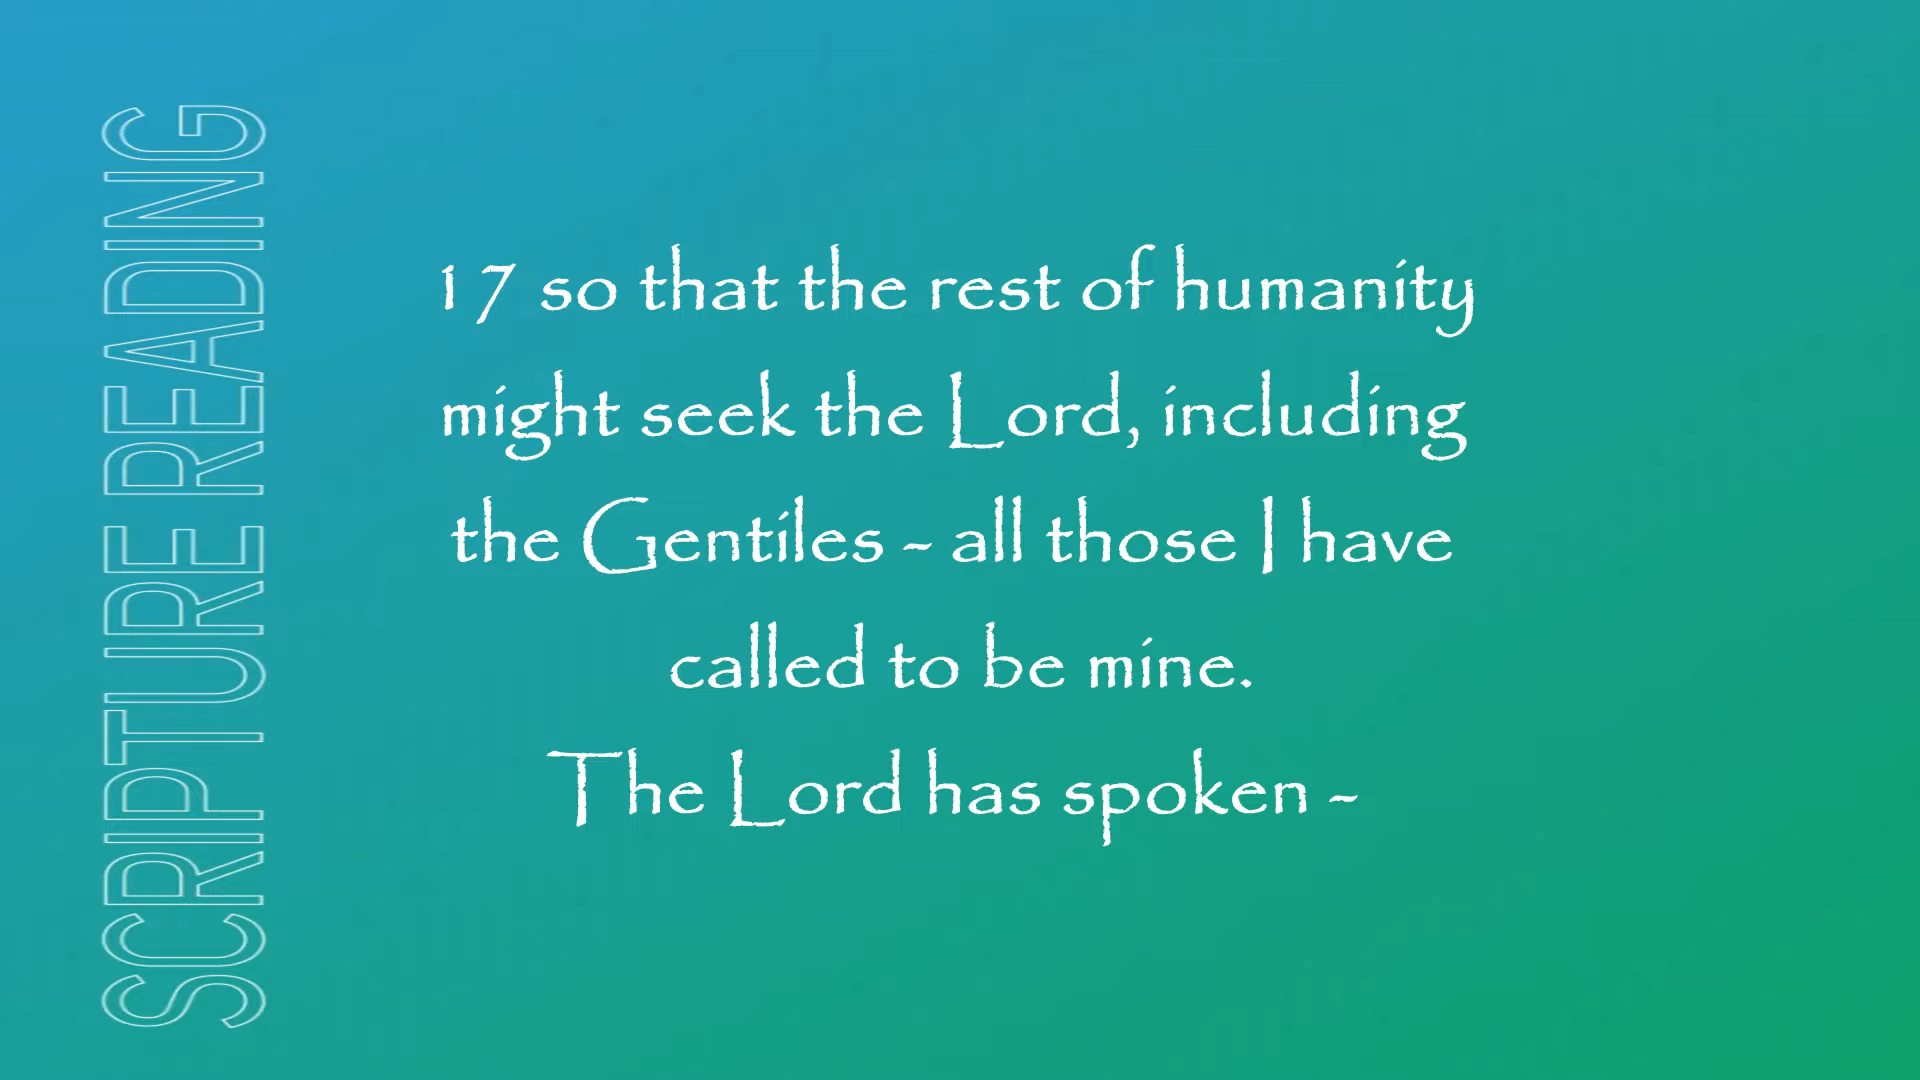 SCRIPTURE READING
17 so that the rest of humanity
might seek the Lord, including
the Gentiles - all those I have
called to be mine.
The Lord has spoken -